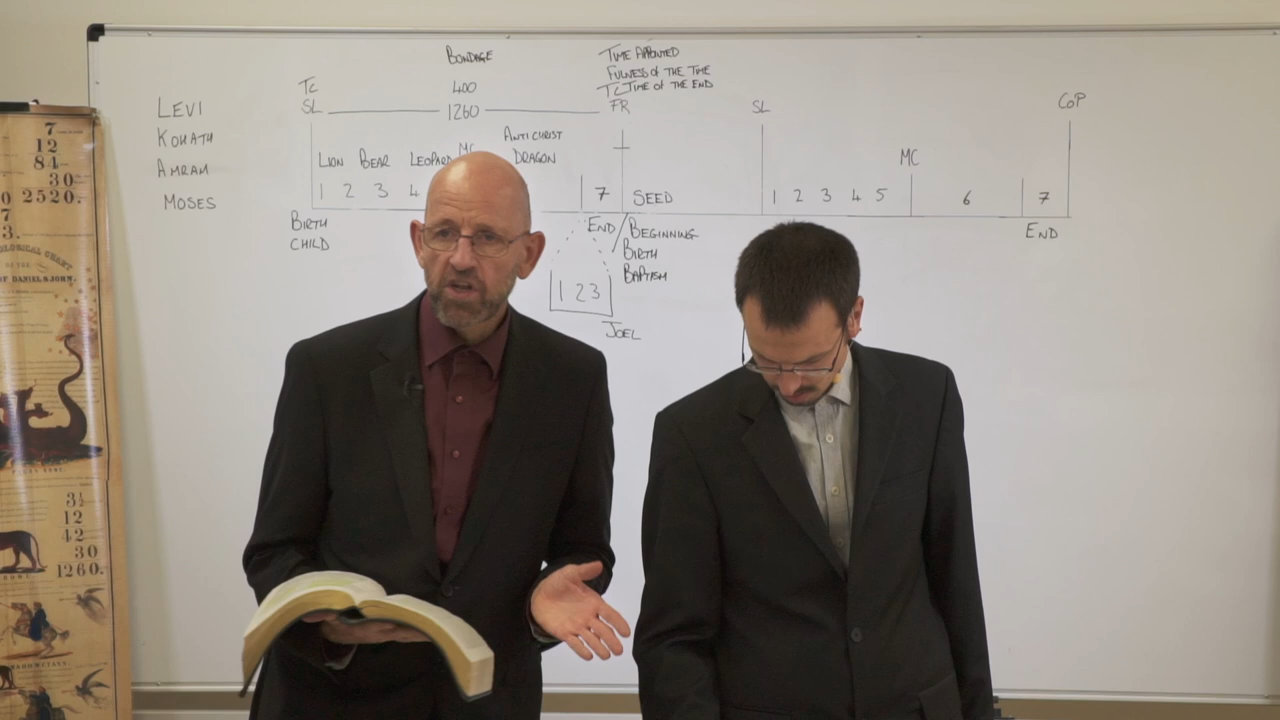 BONDAGE
400
TC
SL
1260
TIME APPOINTED
FULNESS OF THE TIME
TC TIME OF THE END
FR
SL
COP
LEVI
KOHATH
AMRAM
MOSES
LION BEAR LEOPARD MC
ANTICHRIST
DRAGON
MC
1 2 3 4
7 SEED
1 2 3 4 5
6
7
BIRTH
CHILD
END
BEGINNING
BIRTH
BAPTISM
END
1 2 3
JOEL
7
12
84
30
2520.
OF DANIEL & JOHN.
3½
12
42
30
1260.